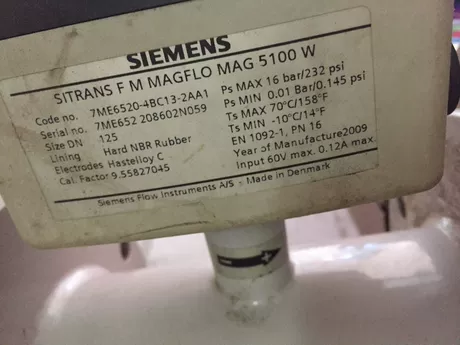 SIEMENS
SITRANS F M MAGFLO MAG 5100 W
Code no. 7ME6520-4BC13-2AA1
Serial no. 7ME652 208602N059
Size DN 125
Lining Hard NBR Rubber
Electrodes Hastelloy C
Cal. Factor 9.55827045
Ps MAX 16 bar/232 psi
Ps MIN 0.01 Bar/0.145 psi
Ts MAX 70°C/158°F
Ts MIN -10°C/14°F
EN 1092-1, PN 16
Year of Manufacture2009
Input 60V max. 0.12A max.
Siemens Flow Instruments A/S - Made in Denmark
- +